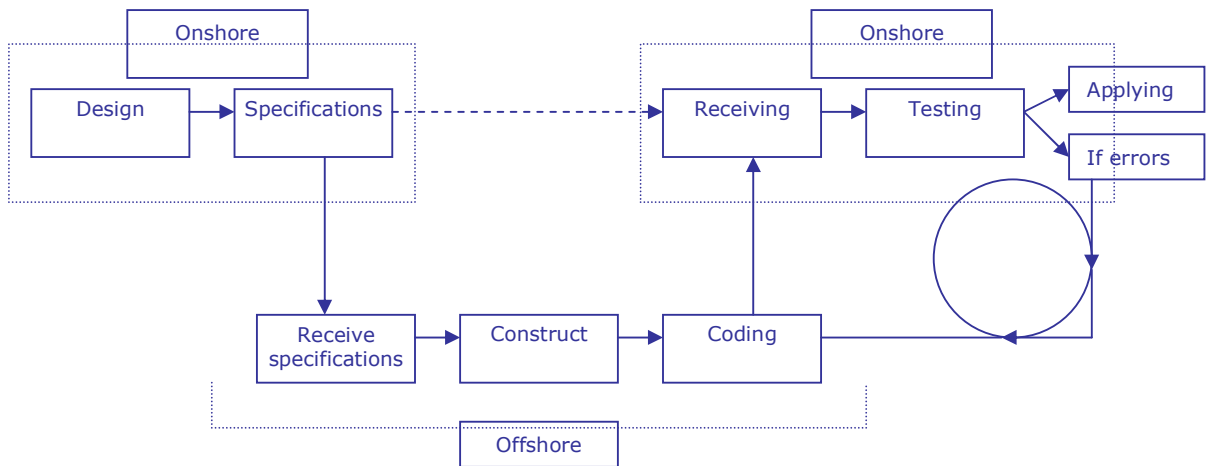 Onshore
Onshore
Design
Specifications
Receiving
Testing
Applying
If errors
Receive
specifications
Construct
Coding
Offshore